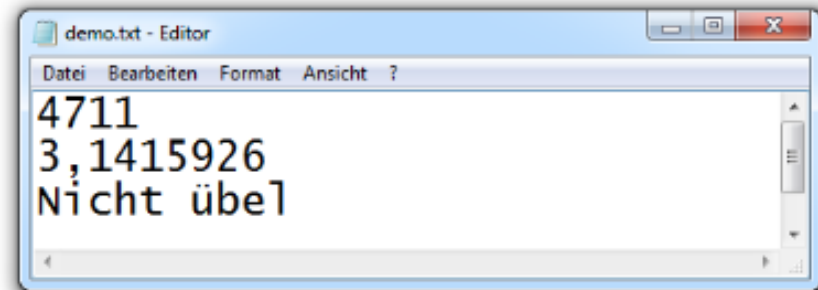 demo.txt - Editor
Datei Bearbeiten Format Ansicht ?
4711
3,1415926
Nicht übel